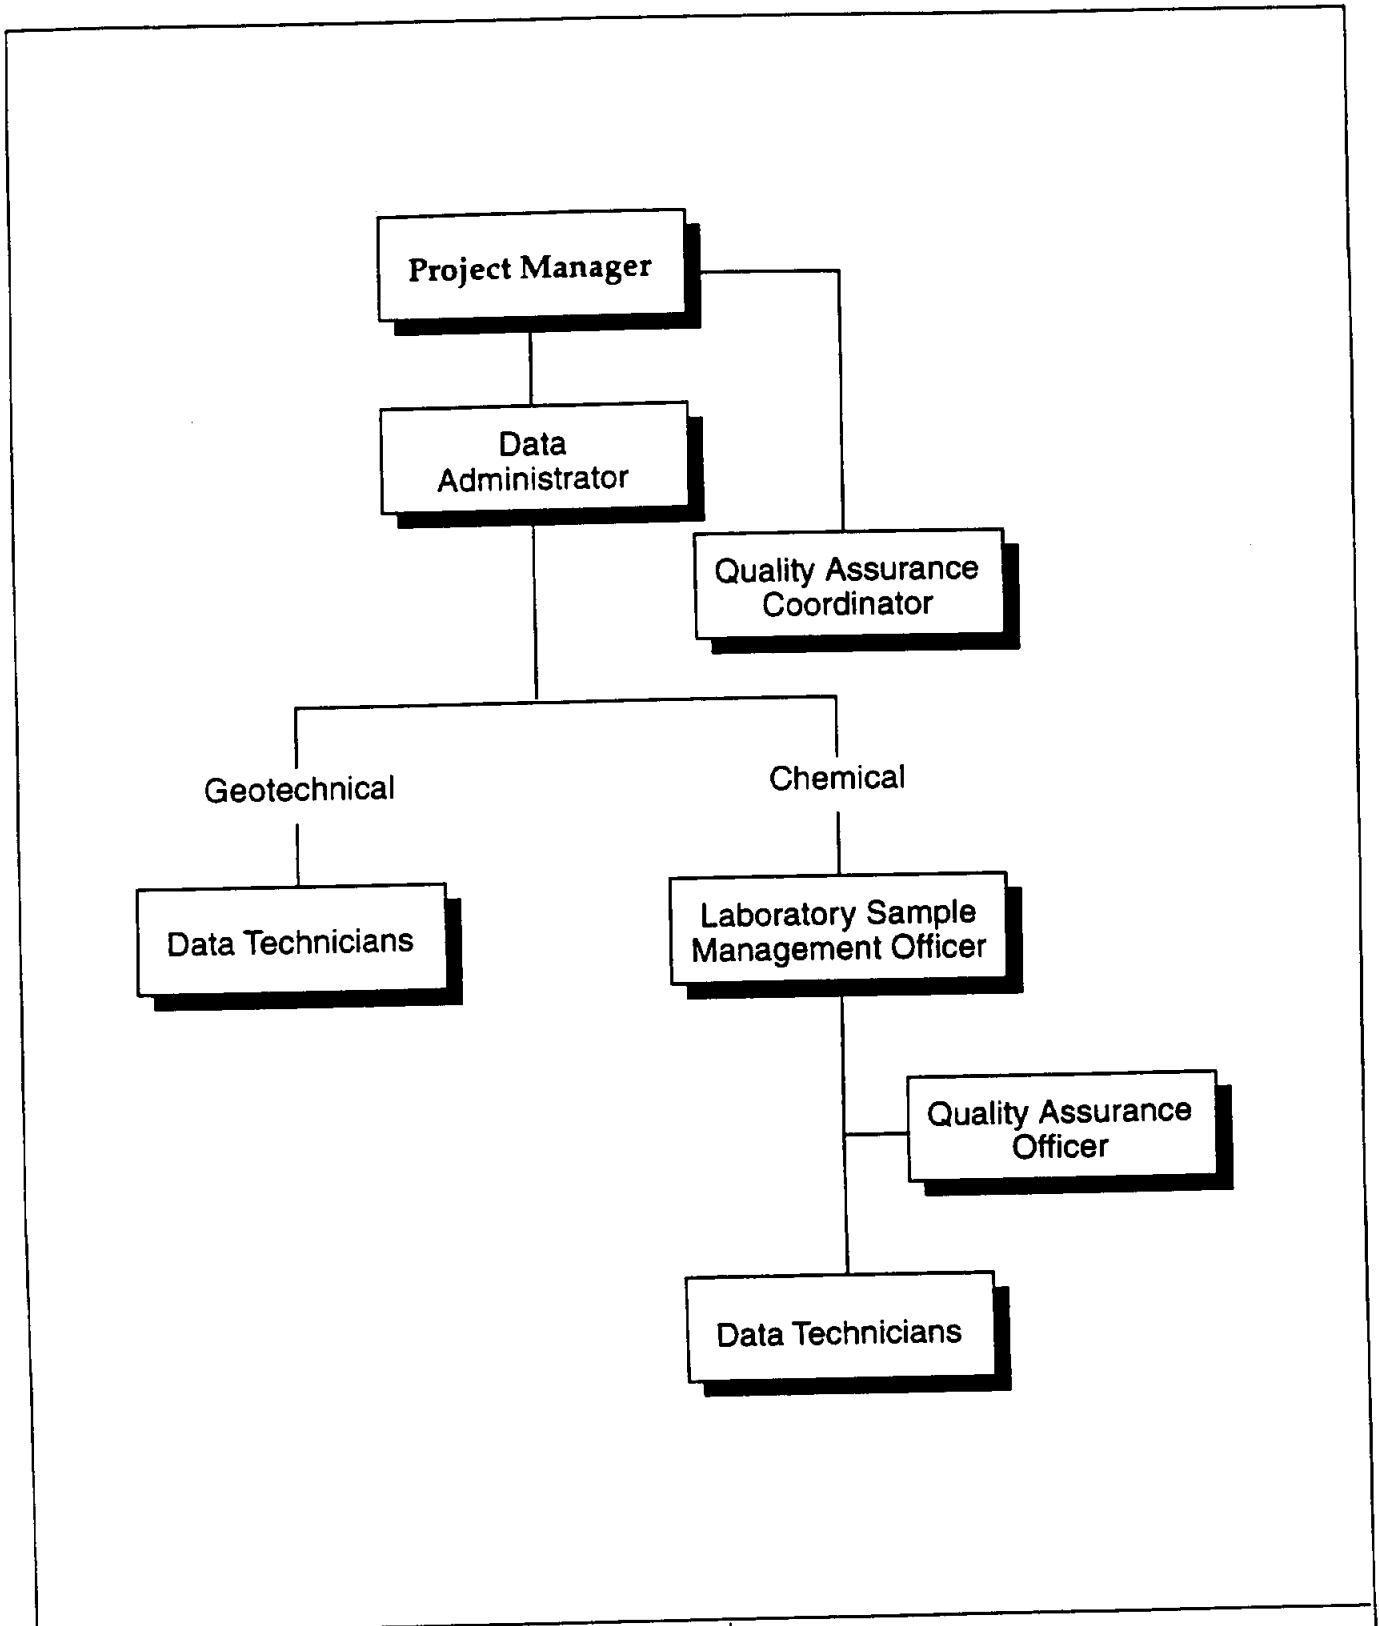 Project Manager
Data
Administrator
Quality Assurance
Coordinator
Geotechnical
Chemical
Data Technicians
Laboratory Sample
Management Officer
Quality Assurance
Officer
Data Technicians